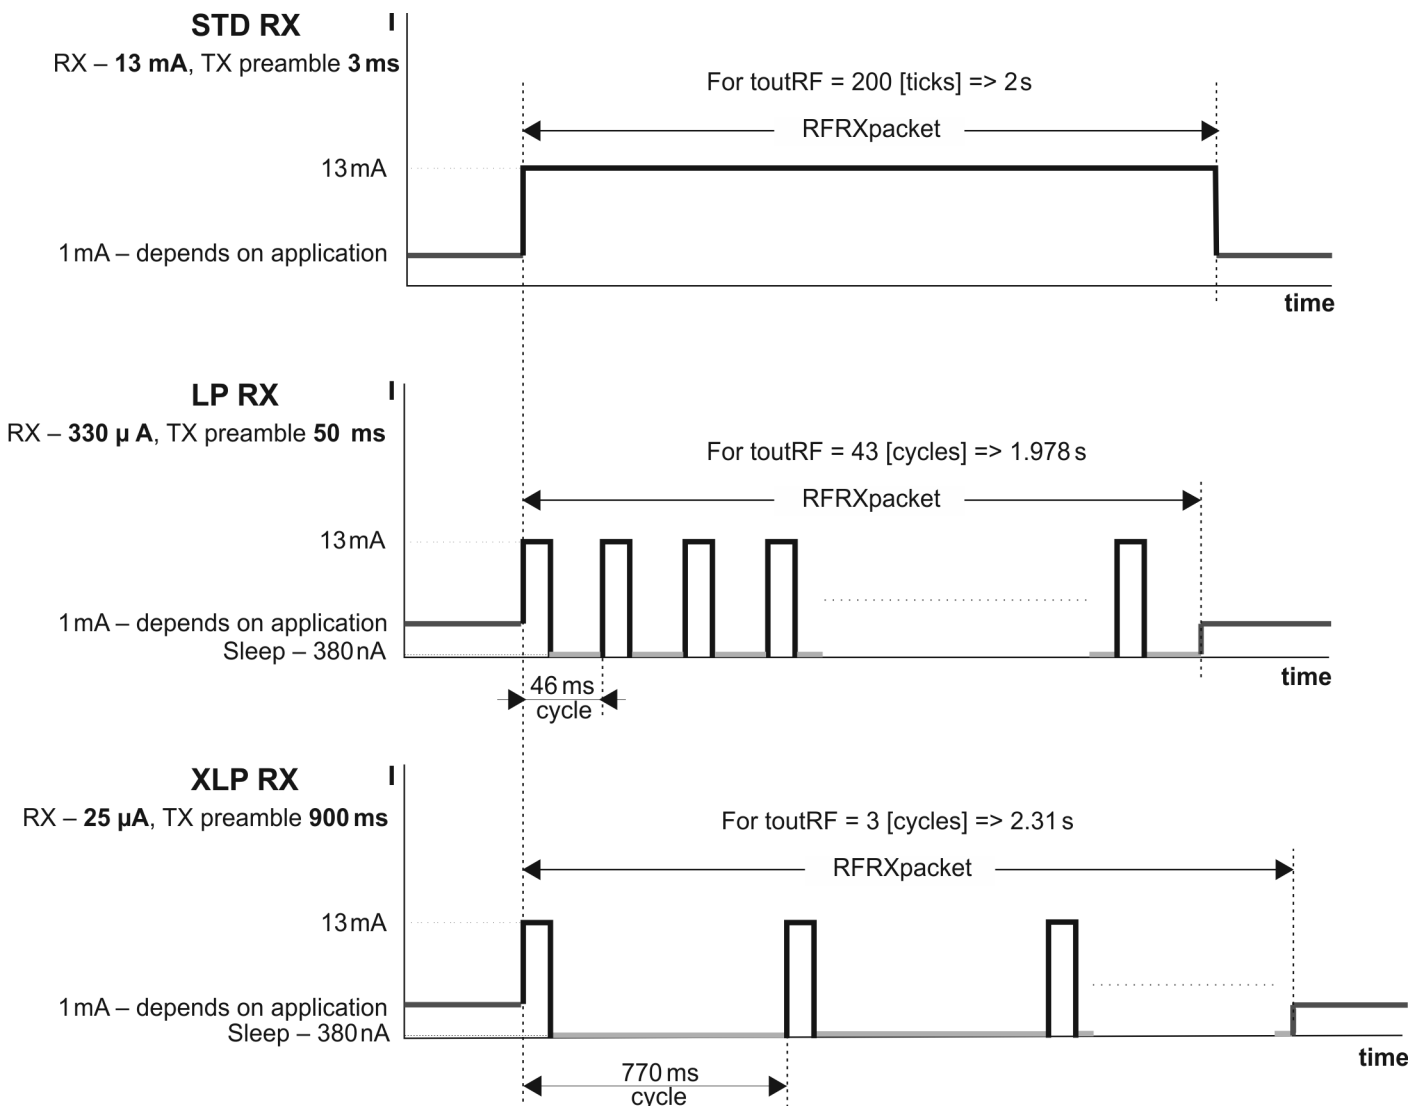 STD RX
I
RX – 13 mA, TX preamble 3 ms
For toutRF = 200 [ticks] => 2 s
RFRXpacket
13 mA
1 mA – depends on application
time
LP RX
I
RX – 330 µ A, TX preamble 50 ms
For toutRF = 43 [cycles] => 1.978 s
RFRXpacket
13 mA
1 mA – depends on application
Sleep – 380 nA
time
46 ms
cycle
XLP RX
I
RX – 25 µA, TX preamble 900 ms
For toutRF = 3 [cycles] => 2.31 s
RFRXpacket
13 mA
1 mA – depends on application
Sleep – 380 nA
time
770 ms
cycle